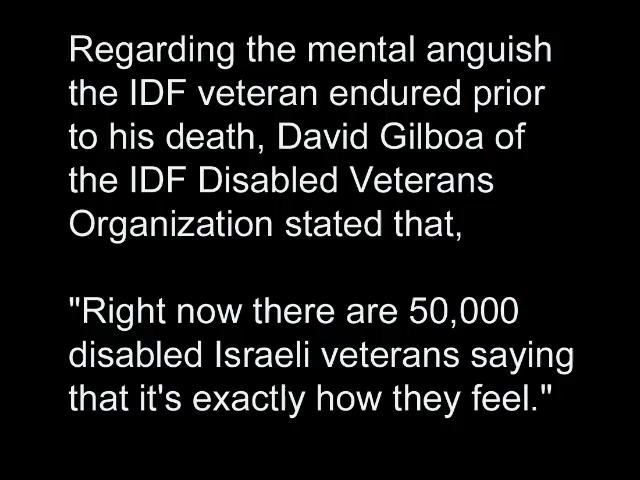 Regarding the mental anguish
the IDF veteran endured prior
to his death, David Gilboa of
the IDF Disabled Veterans
Organization stated that,
"Right now there are 50,000
disabled Israeli veterans saying
that it's exactly how they feel."